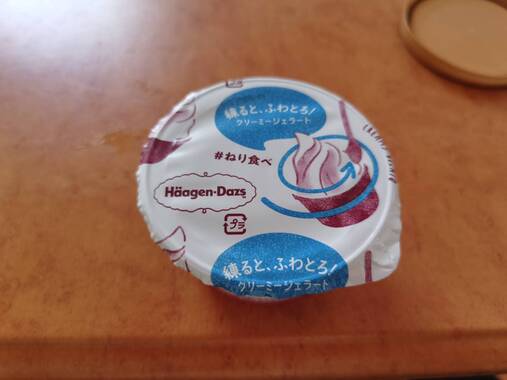 練ると、ふわとろ!
クリーミージェラート
#ねり食べ
Häagen-Dazs
プラ
練ると、ふわとろ!
クリーミージェラート